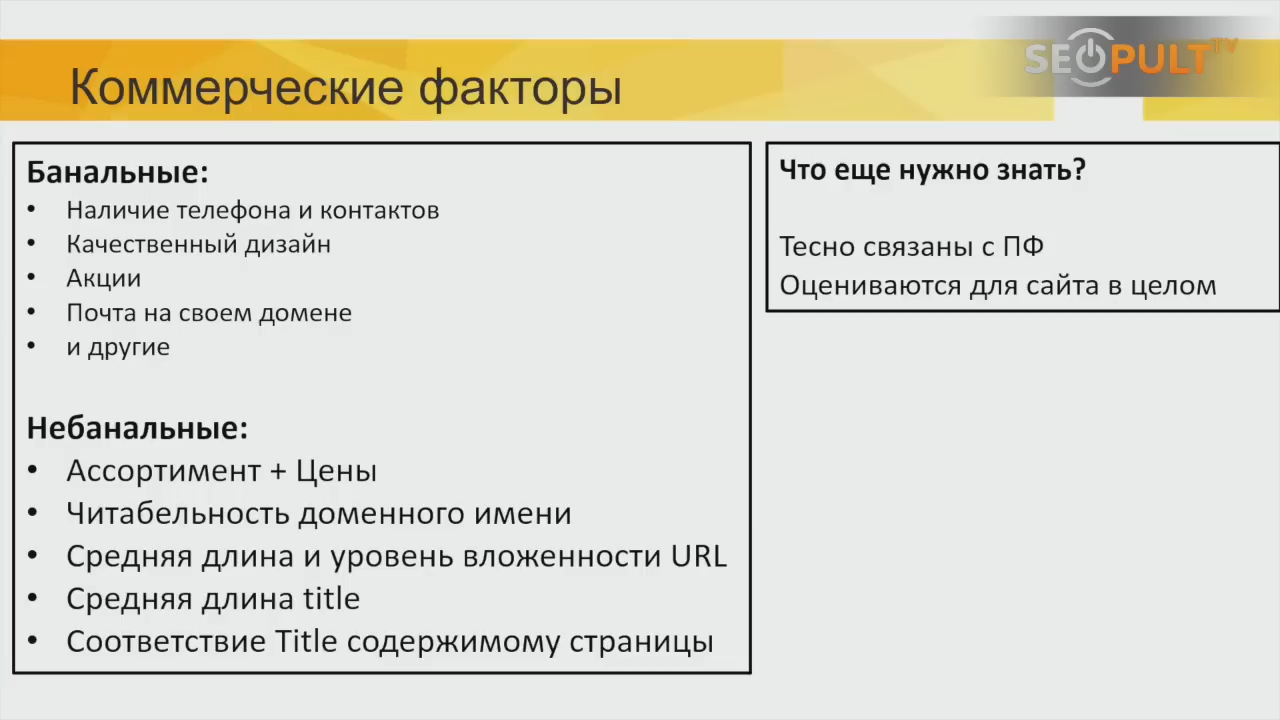 SEOPULT TV
Коммерческие факторы
Банальные:
• Наличие телефона и контактов
• Качественный дизайн
• Акции
• Почта на своем домене
• и другие
Небанальные:
• Ассортимент + Цены
• Читабельность доменного имени
• Средняя длина и уровень вложенности URL
• Средняя длина title
• Соответствие Title содержимому страницы
Что еще нужно знать?
Тесно связаны с ПФ
Оцениваются для сайта в целом